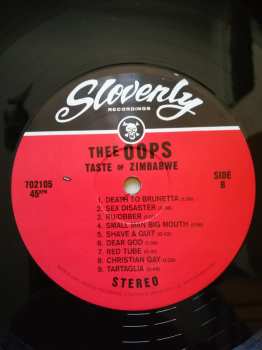 Slovenly
RECORDINGS
THEE OOPS
TASTE OF ZIMBABWE
702105
45RPM
SIDE
B
1. DEATH TO BRUNETTA
2. SEX DISASTER
3. RUOBBER
4. SMALL MAN BIG MOUTH
5. SHAVE A GUIT
6. DEAR GOD
7. RED TUBE
8. CHRISTIAN GAY
9. TARTAGLIA
STEREO